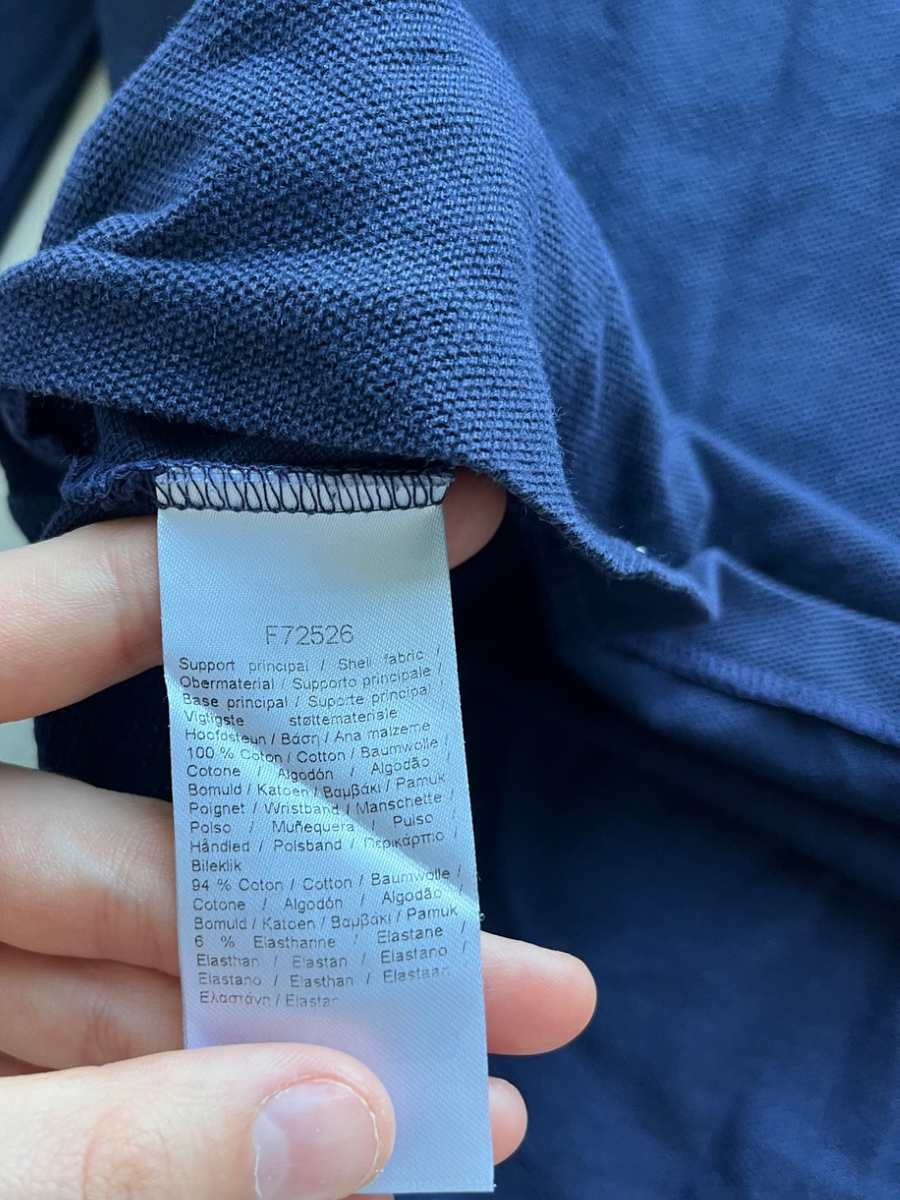 F72526
Support principal / Shell fabric /
Obermaterial / Supporto principale /
Base principal / Suporte principal
Vigtigste støttemateriale /
Hoofdsteun / Βάση / Ana malzeme
100 % Coton / Cotton / Baumwolle /
Cotone / Algodón / Algodão /
Bomuld / Katoen / Βαμβάκι / Pamuk
Poignet / Wristband / Manschette /
Polso / Muñequera / Pulso /
Håndled / Polsband / Περικάρπιο /
Bileklik
94 % Coton / Cotton / Baumwolle /
Cotone / Algodón / Algodão /
Bomuld / Katoen / Βαμβάκι / Pamuk
6 % Elasthanne / Elastane /
Elasthan / Elastan / Elastano /
Elastano / Elasthan / Elastaan
Ελαστάνη / Elastan